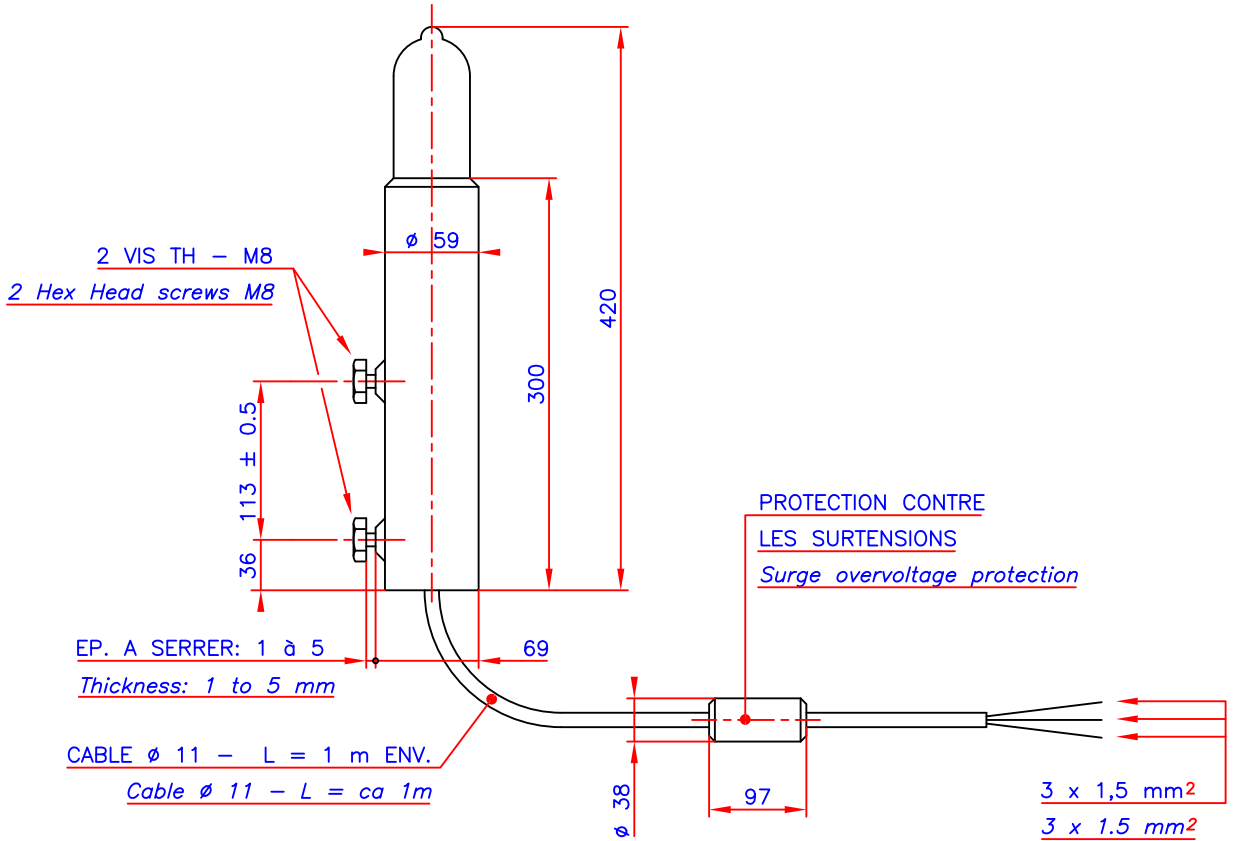 420
ø 59
2 VIS TH – M8
2 Hex Head screws M8
300
113 ± 0.5
36
PROTECTION CONTRE
LES SURTENSIONS
Surge overvoltage protection
EP. A SERRER: 1 à 5
Thickness: 1 to 5 mm
69
CABLE ø 11 – L = 1 m ENV.
Cable ø 11 – L = ca 1m
ø 38
97
3 x 1,5 mm²
3 x 1.5 mm²